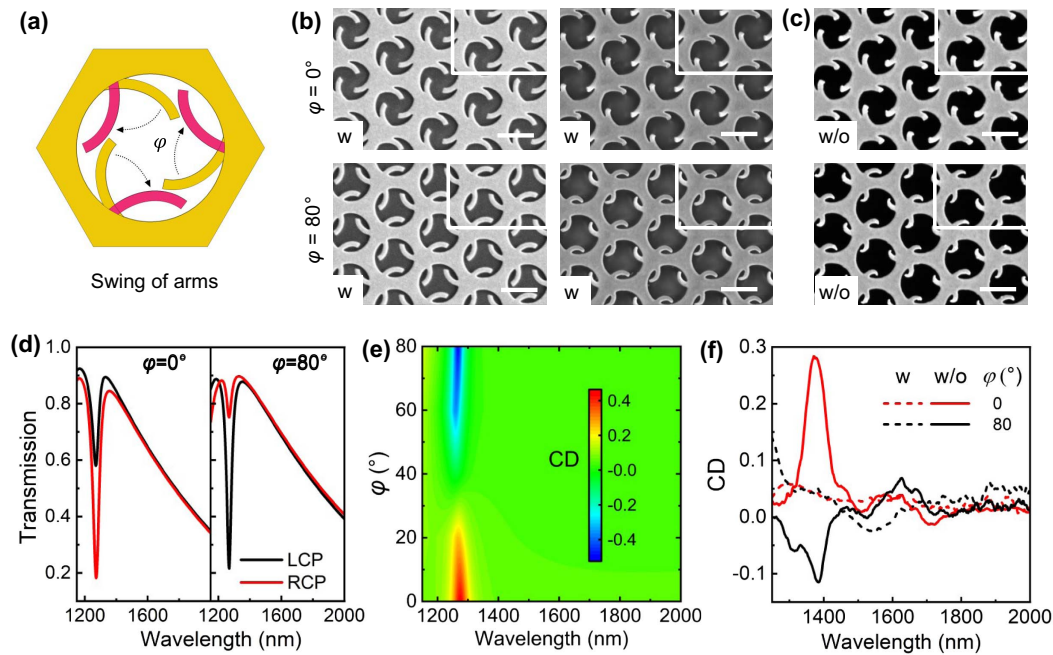 (a)
φ
Swing of arms
(b)
φ = 0°
w
w
φ = 80°
w
w
(c)
w/o
w/o
(d)
φ=0°
φ=80°
1.0
0.8
0.6
0.4
0.2
Transmission
LCP
RCP
1200 1600 1200 1600 2000
Wavelength (nm)
(e)
80
60
40
20
0
φ (°)
CD
0.4
0.2
-0.0
-0.2
-0.4
1200 1400 1600 1800 2000
Wavelength (nm)
(f)
0.3
0.2
0.1
0.0
-0.1
CD
w w/o φ (°)
0
80
1400 1600 1800 2000
Wavelength (nm)